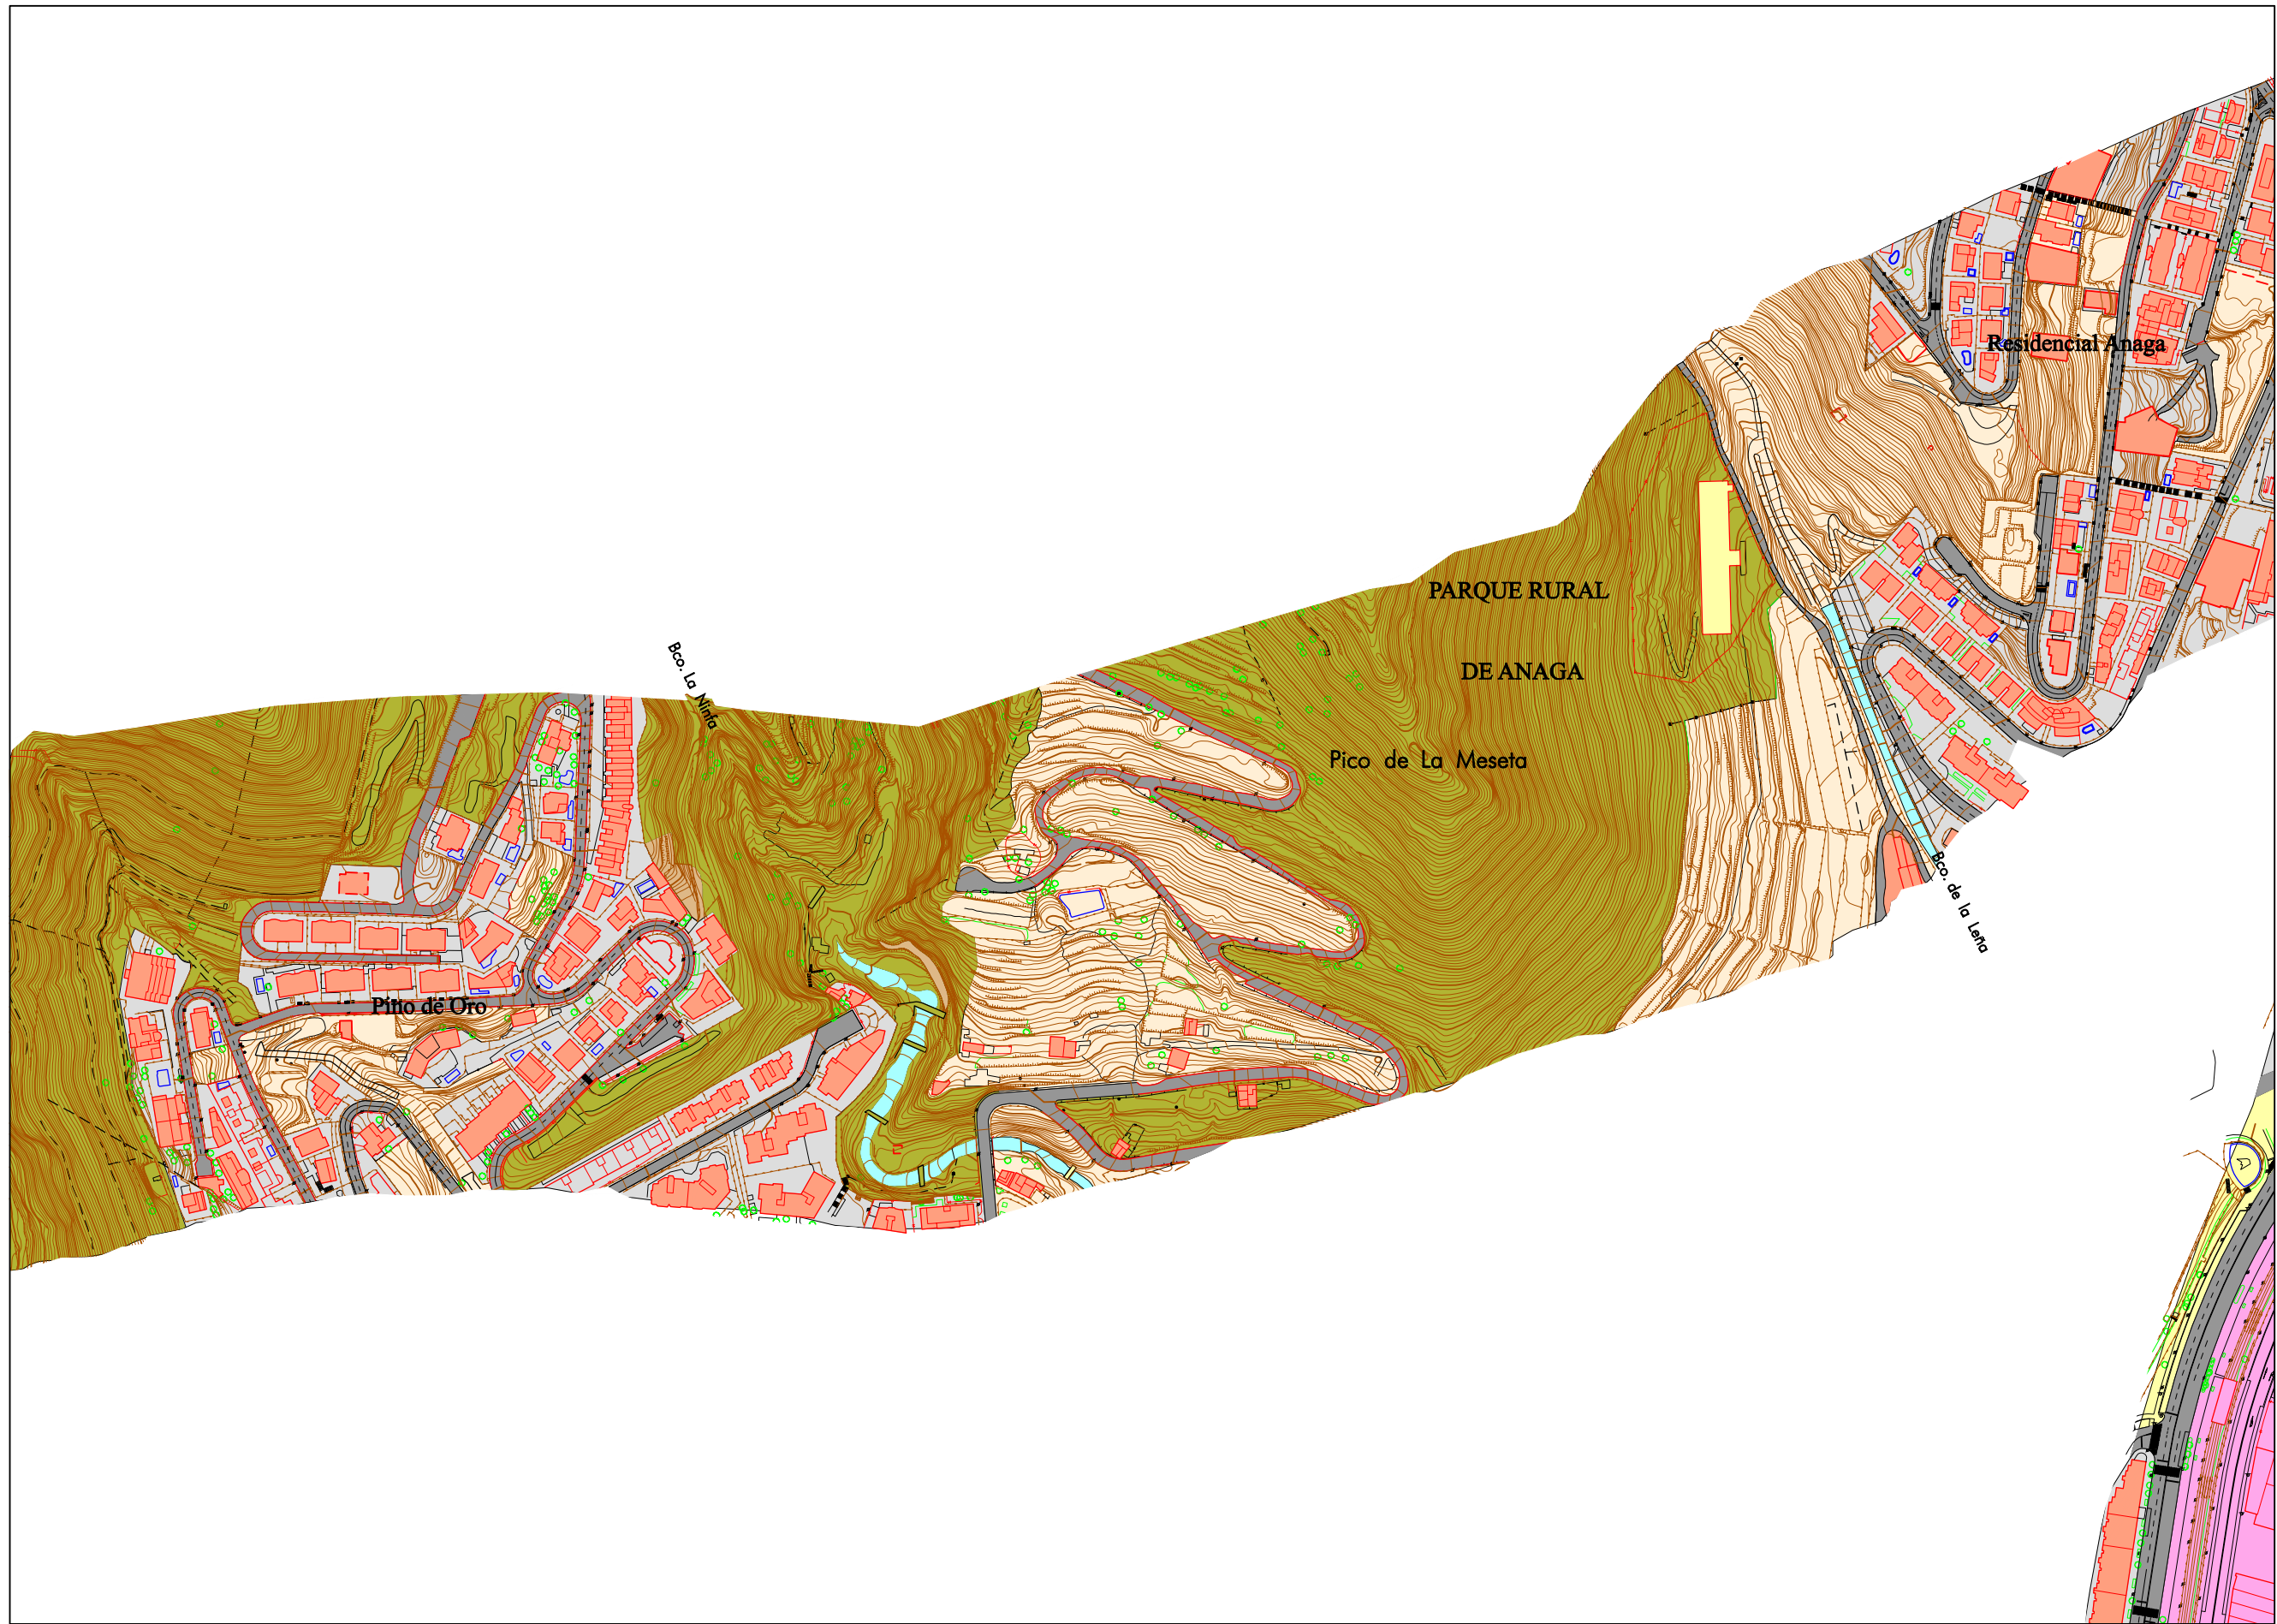 Residencial Anaga
PARQUE RURAL
DE ANAGA
Bco. La Ninfa
Pico de La Meseta
Bco. de la Leña
Pino de Oro